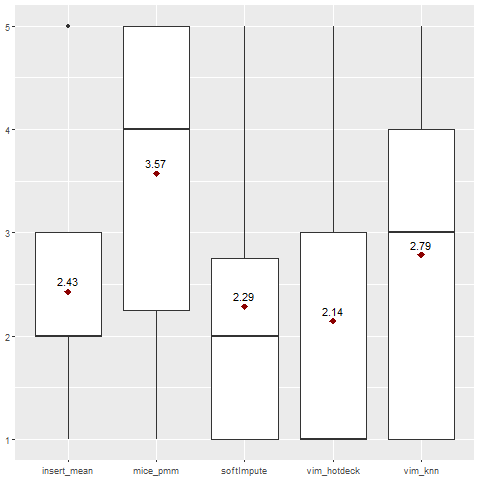 5
4
3
2
1
2.43
3.57
2.29
2.14
2.79
insert_mean
mice_pmm
softImpute
vim_hotdeck
vim_knn